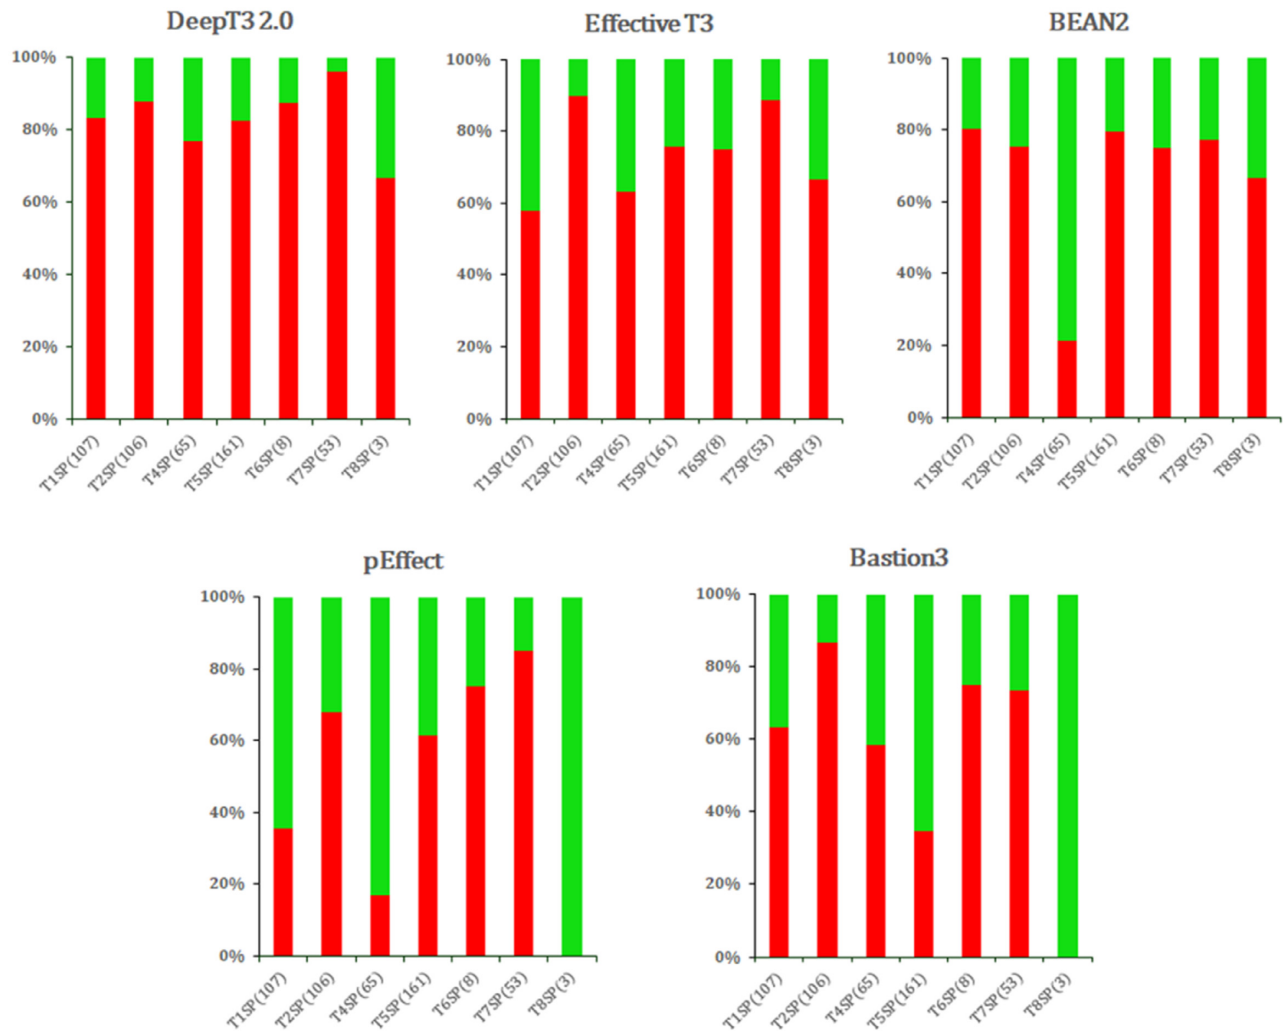 DeepT3 2.0
100%
80%
60%
40%
20%
0%
T1SP(107)
T2SP(106)
T4SP(65)
T5SP(161)
T6SP(8)
T7SP(53)
T8SP(3)
Effective T3
100%
80%
60%
40%
20%
0%
T1SP(107)
T2SP(106)
T4SP(65)
T5SP(161)
T6SP(8)
T7SP(53)
T8SP(3)
BEAN2
100%
80%
60%
40%
20%
0%
T1SP(107)
T2SP(106)
T4SP(65)
T5SP(161)
T6SP(8)
T7SP(53)
T8SP(3)
pEffect
100%
80%
60%
40%
20%
0%
T1SP(107)
T2SP(106)
T4SP(65)
T5SP(161)
T6SP(8)
T7SP(53)
T8SP(3)
Bastion3
100%
80%
60%
40%
20%
0%
T1SP(107)
T2SP(106)
T4SP(65)
T5SP(161)
T6SP(8)
T7SP(53)
T8SP(3)